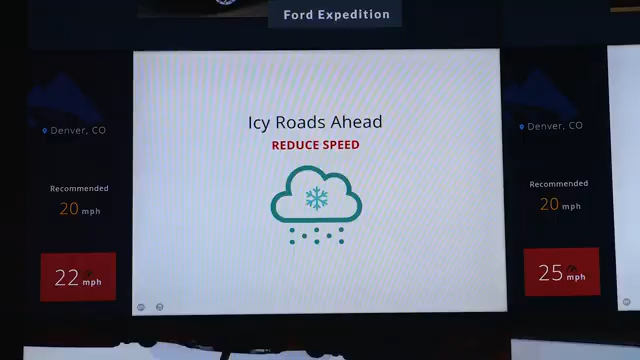 Ford Expedition
Denver, CO
Recommended
20 mph
22 mph
Icy Roads Ahead
REDUCE SPEED
Denver, CO
Recommended
20 mph
25 mph